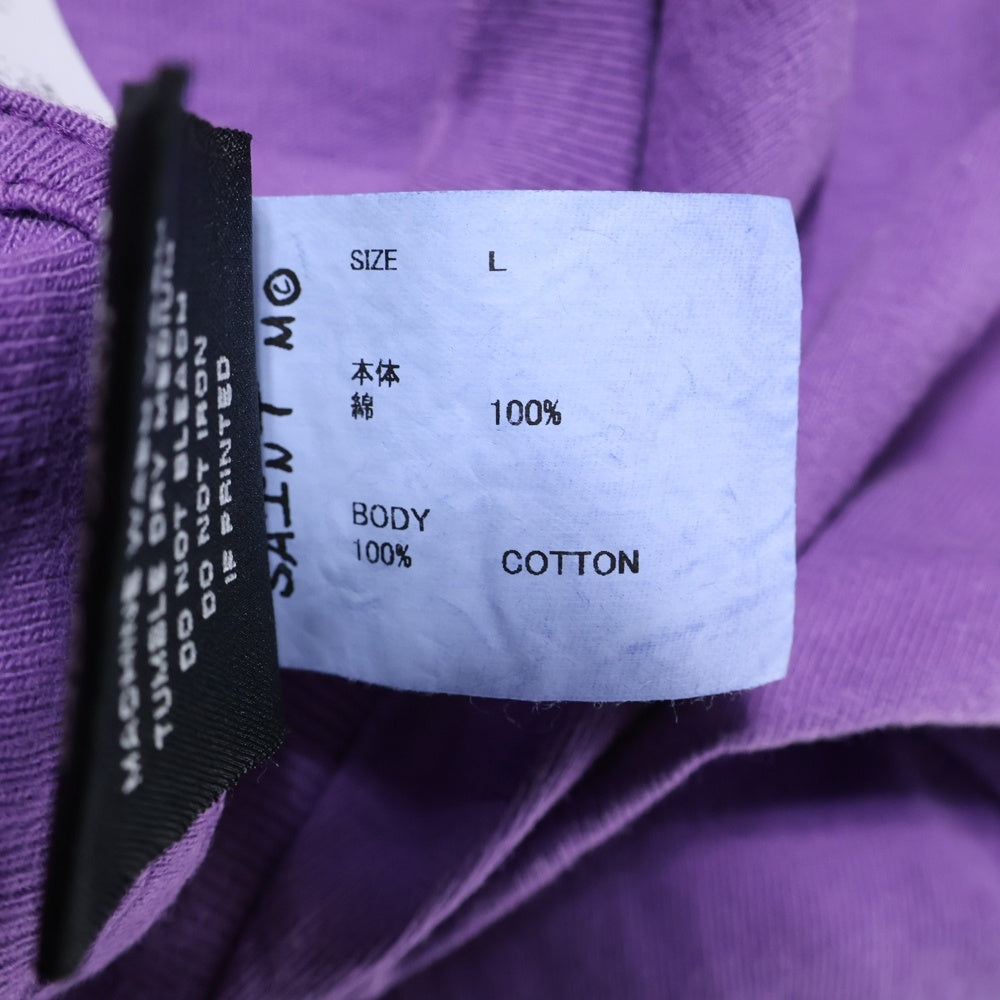 MACHINE WASH
TUMBLE DRY MEDIUM
DO NOT BLEACH
DO NOT IRON
IF PRINTED
SAINT M
SIZE L
本体
綿 100%
BODY
100% COTTON